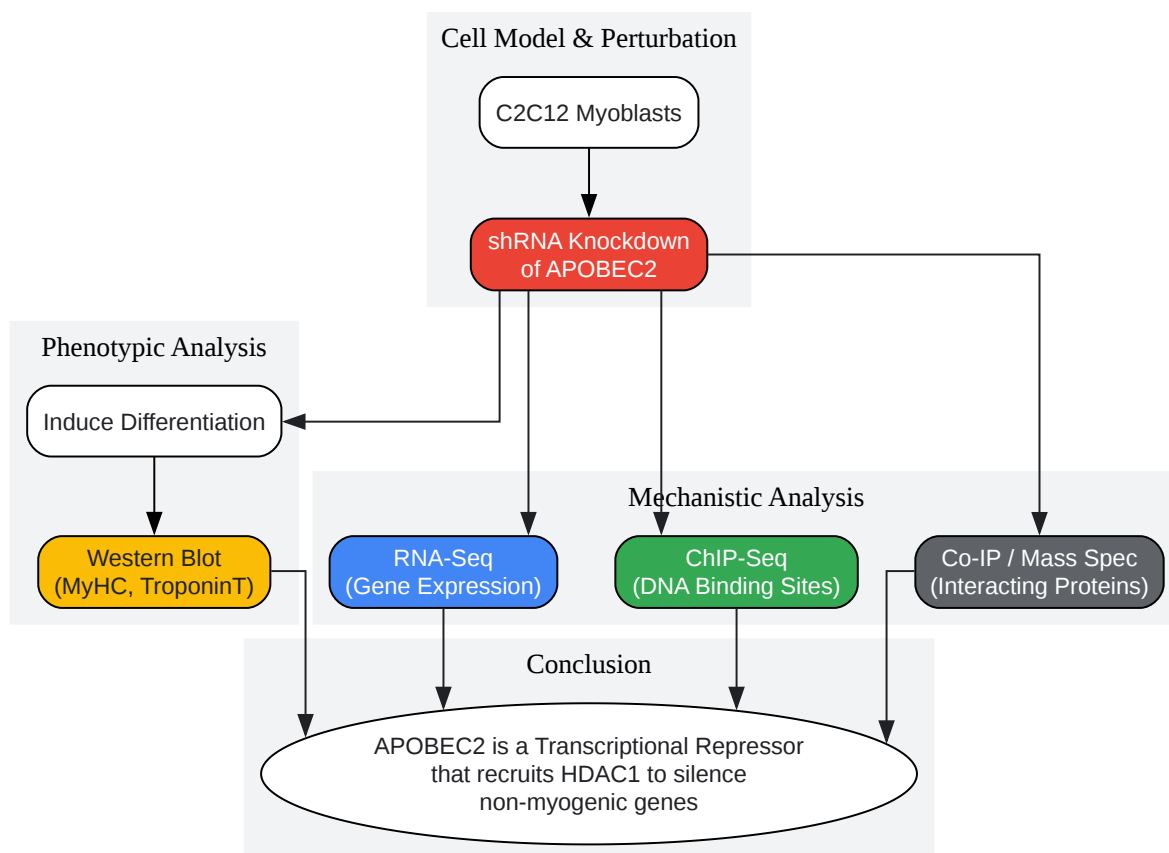 Cell Model & Perturbation
C2C12 Myoblasts
shRNA Knockdown
of APOBEC2
Phenotypic Analysis
Induce Differentiation
Western Blot
(MyHC, TroponinT)
Mechanistic Analysis
RNA-Seq
(Gene Expression)
ChIP-Seq
(DNA Binding Sites)
Co-IP / Mass Spec
(Interacting Proteins)
Conclusion
APOBEC2 is a Transcriptional Repressor
that recruits HDAC1 to silence
non-myogenic genes